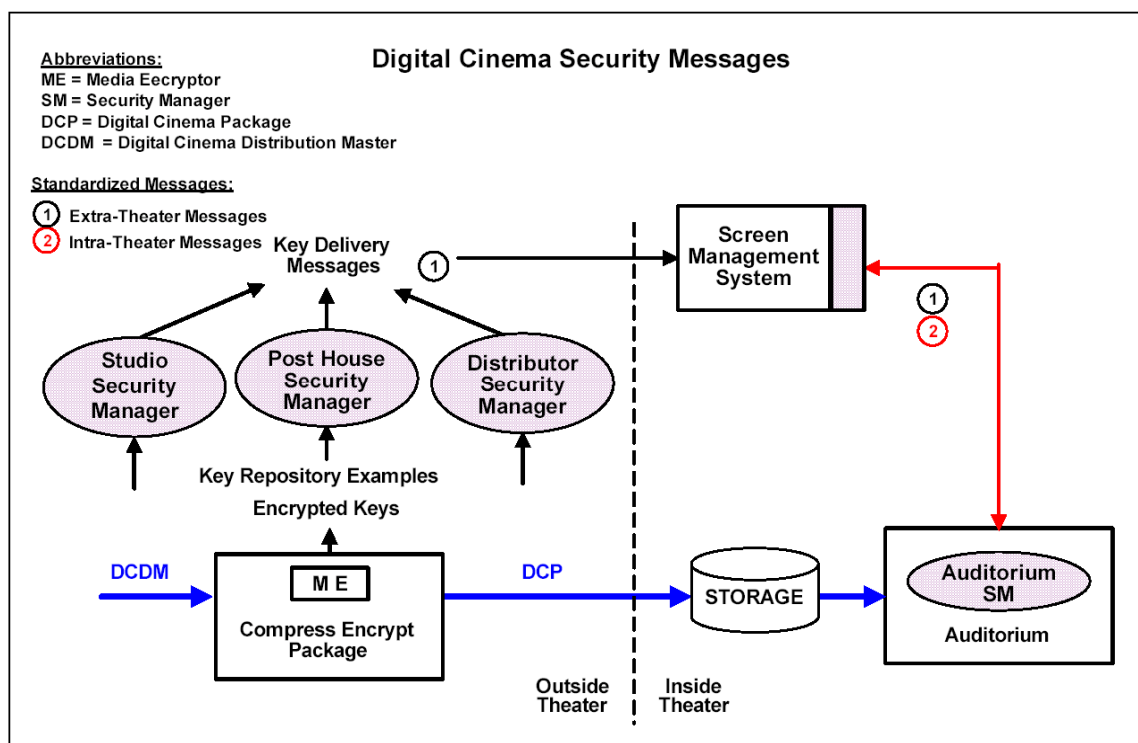 Digital Cinema Security Messages
Abbreviations:
ME = Media Eecryptor
SM = Security Manager
DCP = Digital Cinema Package
DCDM = Digital Cinema Distribution Master
Standardized Messages:
1 Extra-Theater Messages
2 Intra-Theater Messages
Key Delivery
Messages
1
Screen
Management
System
1
2
Studio
Security
Manager
Post House
Security
Manager
Distributor
Security
Manager
Key Repository Examples
Encrypted Keys
DCDM
M E
Compress Encrypt
Package
DCP
STORAGE
Auditorium
SM
Auditorium
Outside
Theater
Inside
Theater